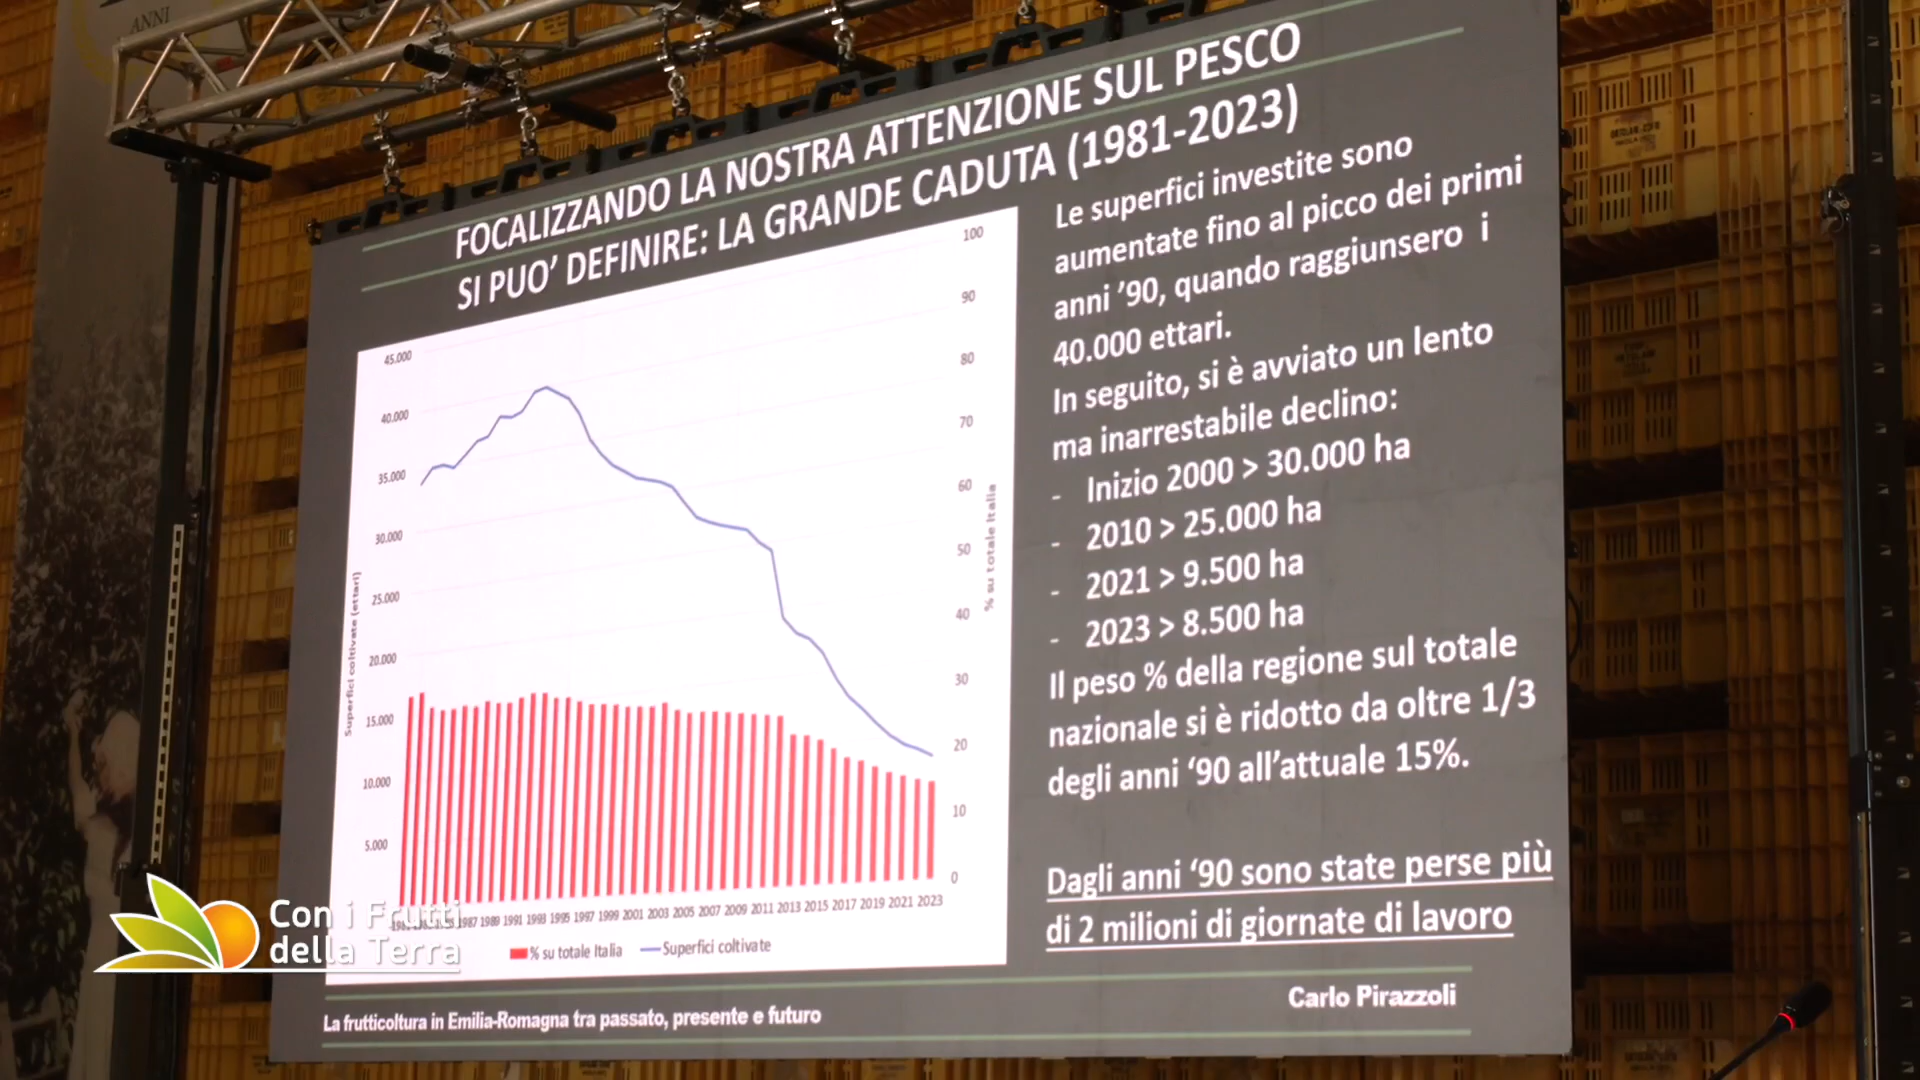 ANNI
FOCALIZZANDO LA NOSTRA ATTENZIONE SUL PESCO
SI PUO’ DEFINIRE: LA GRANDE CADUTA (1981-2023)
45.000
40.000
35.000
30.000
25.000
20.000
15.000
10.000
5.000
Superfici coltivate (ettari)
100
90
80
70
60
50
40
30
20
10
0
% su totale Italia
1987 1989 1991 1993 1995 1997 1999 2001 2003 2005 2007 2009 2011 2013 2015 2017 2019 2021 2023
% su totale Italia Superfici coltivate
Le superfici investite sono
aumentate fino al picco dei primi
anni ’90, quando raggiunsero i
40.000 ettari.
In seguito, si è avviato un lento
ma inarrestabile declino:
- Inizio 2000 > 30.000 ha
- 2010 > 25.000 ha
- 2021 > 9.500 ha
- 2023 > 8.500 ha
Il peso % della regione sul totale
nazionale si è ridotto da oltre 1/3
degli anni ‘90 all’attuale 15%.
Dagli anni ‘90 sono state perse più
di 2 milioni di giornate di lavoro
Carlo Pirazzoli
La frutticoltura in Emilia-Romagna tra passato, presente e futuro
Con i Frutti
della Terra